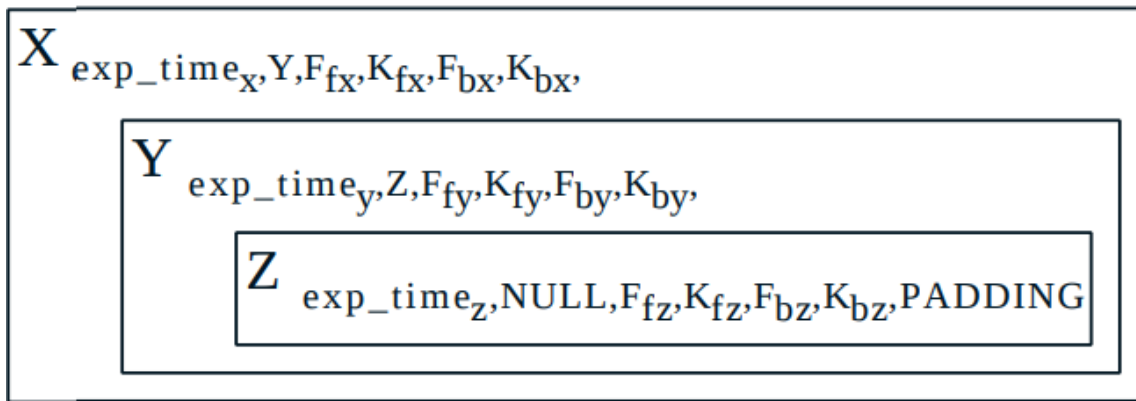 X exp_timex,Y,Ffx,Kfx,Fbx,Kbx,
Y exp_timey,Z,Ffy,Kfy,Fby,Kby,
Z exp_timez,NULL,Ffz,Kfz,Fbz,Kbz,PADDING